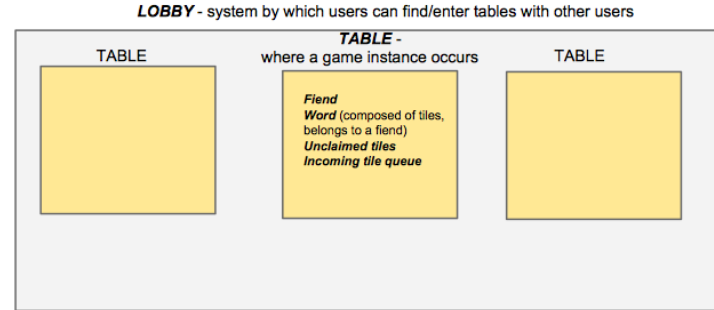 LOBBY - system by which users can find/enter tables with other users
TABLE
TABLE -
where a game instance occurs
TABLE
Fiend
Word (composed of tiles,
belongs to a fiend)
Unclaimed tiles
Incoming tile queue